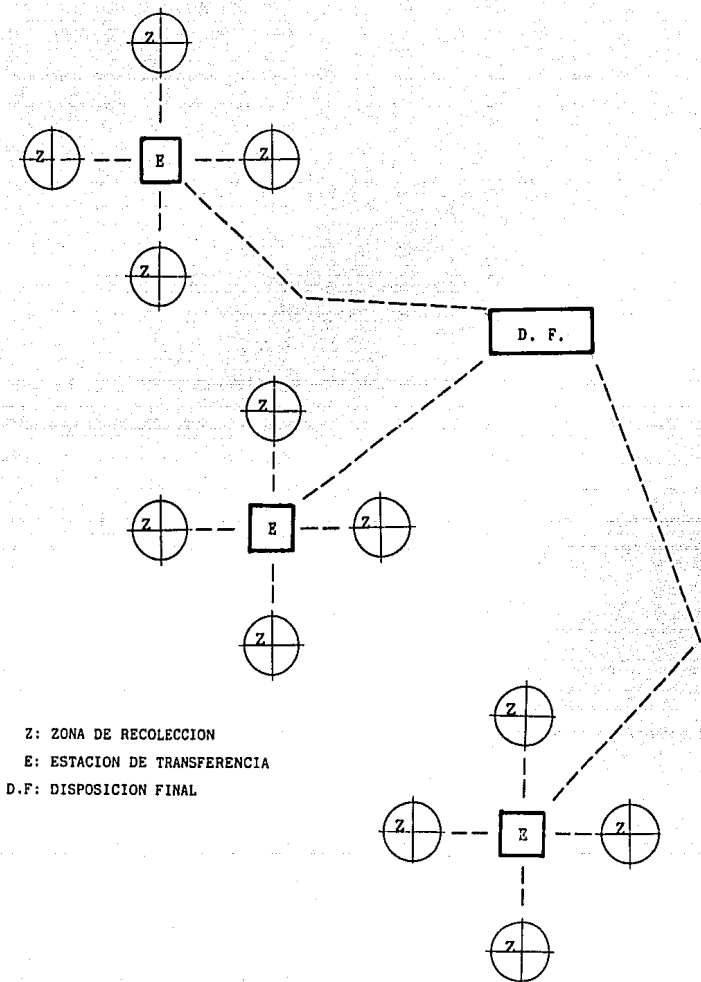 Z
Z
E
Z
Z
D. F.
Z
Z
E
Z
Z
Z
Z: ZONA DE RECOLECCION
E: ESTACION DE TRANSFERENCIA
D.F: DISPOSICION FINAL
Z
E
Z
Z